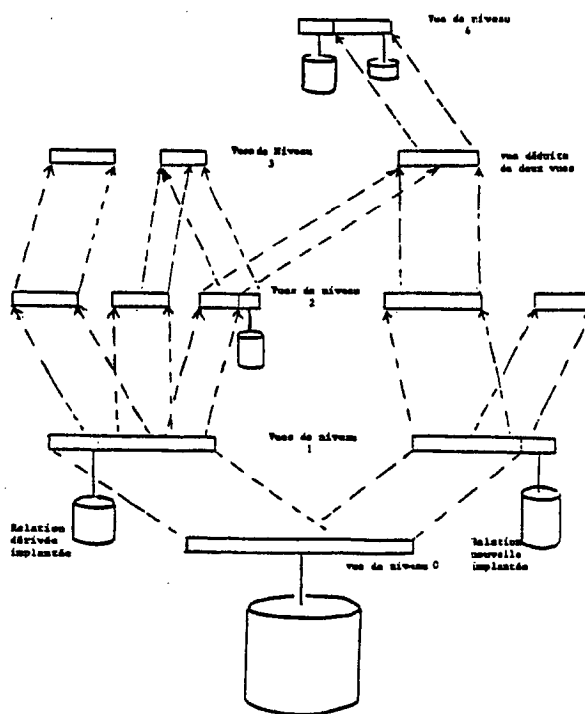 Vue de niveau
4
Vues de Niveau
3
vue déduite
de deux vues
Vues de niveau
2
Vues de niveau
1
Relation
dérivée
implantée
Relation
nouvelle
implantée
vue de niveau 0